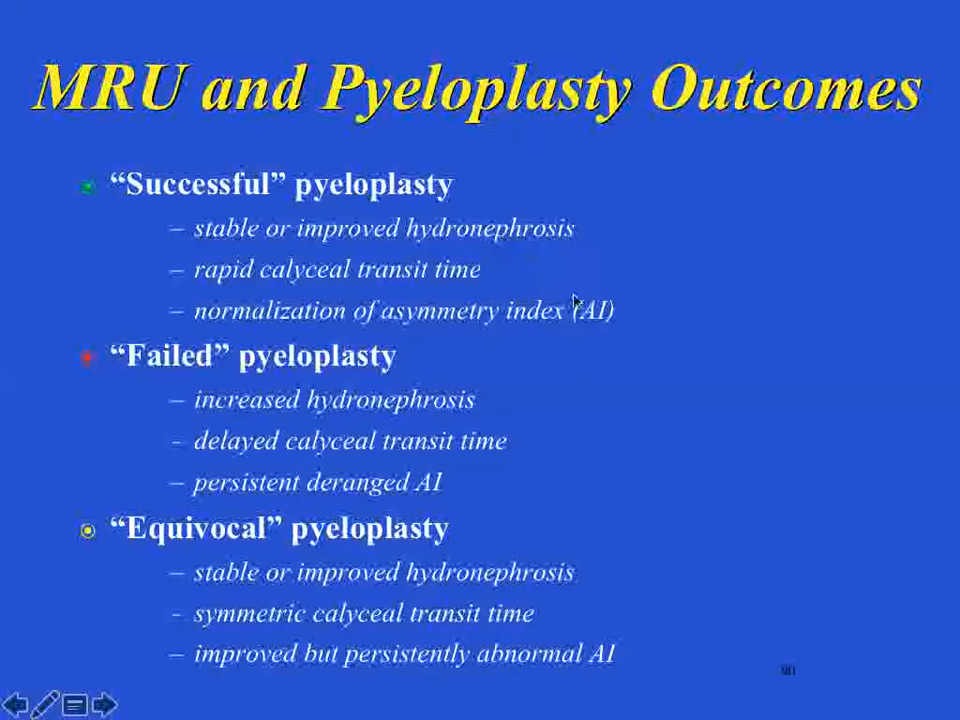 MRU and Pyeloplasty Outcomes
“Successful” pyeloplasty
– stable or improved hydronephrosis
– rapid calyceal transit time
– normalization of asymmetry index (AI)
“Failed” pyeloplasty
– increased hydronephrosis
– delayed calyceal transit time
– persistent deranged AI
“Equivocal” pyeloplasty
– stable or improved hydronephrosis
– symmetric calyceal transit time
– improved but persistently abnormal AI